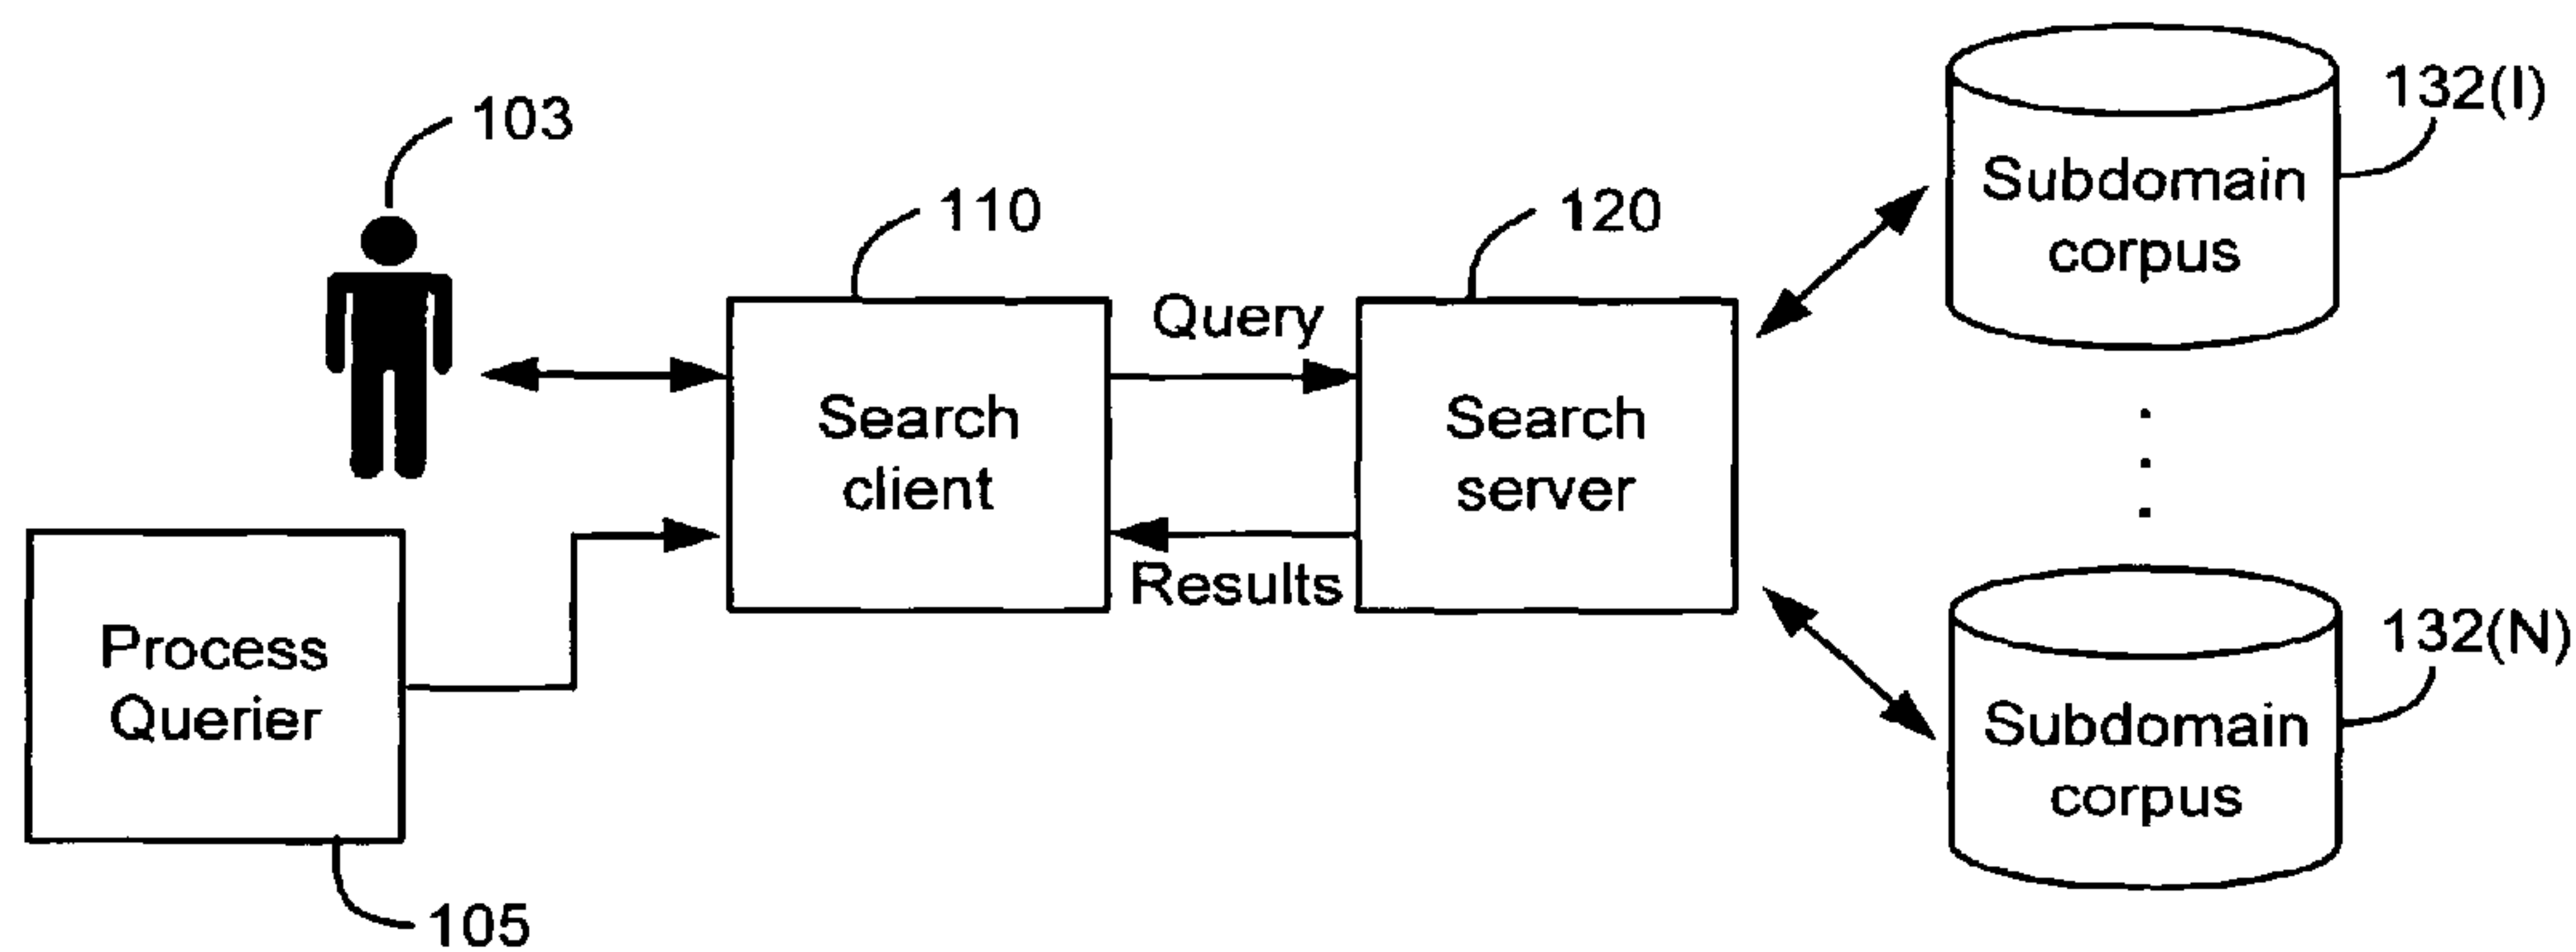 132(I)
103
Subdomain
corpus
110
120
Query
Search
client
Search
server
Results
Process
Querier
132(N)
Subdomain
corpus
105